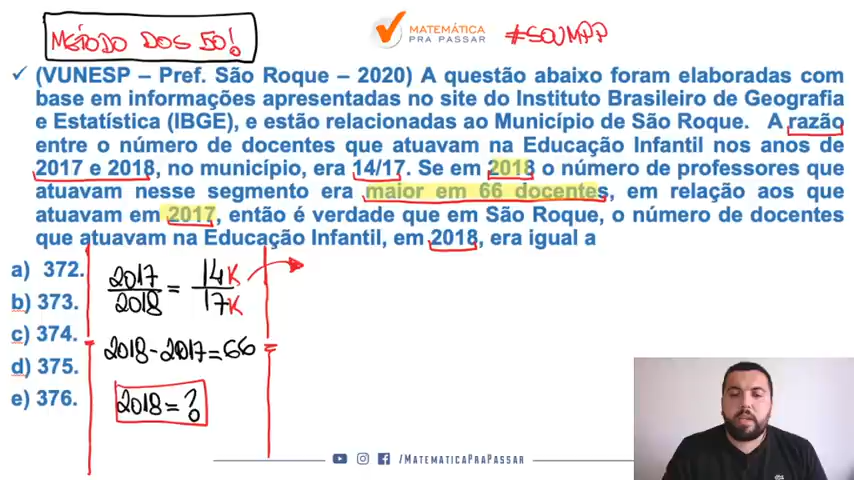 MÉTODO DOS 50!
MATEMÁTICA
PRA PASSAR
#SOUMPP
(VUNESP – Pref. São Roque – 2020) A questão abaixo foram elaboradas com
base em informações apresentadas no site do Instituto Brasileiro de Geografia
e Estatística (IBGE), e estão relacionadas ao Município de São Roque. A razão
entre o número de docentes que atuavam na Educação Infantil nos anos de
2017 e 2018, no município, era 14/17. Se em 2018 o número de professores que
atuavam nesse segmento era maior em 66 docentes, em relação aos que
atuavam em 2017, então é verdade que em São Roque, o número de docentes
que atuavam na Educação Infantil, em 2018, era igual a
a) 372.
b) 373.
c) 374.
d) 375.
e) 376.
2017/2018 = 14K/17K
2018-2017=66
2018=?
/MATEMATICAPRAPASSAR